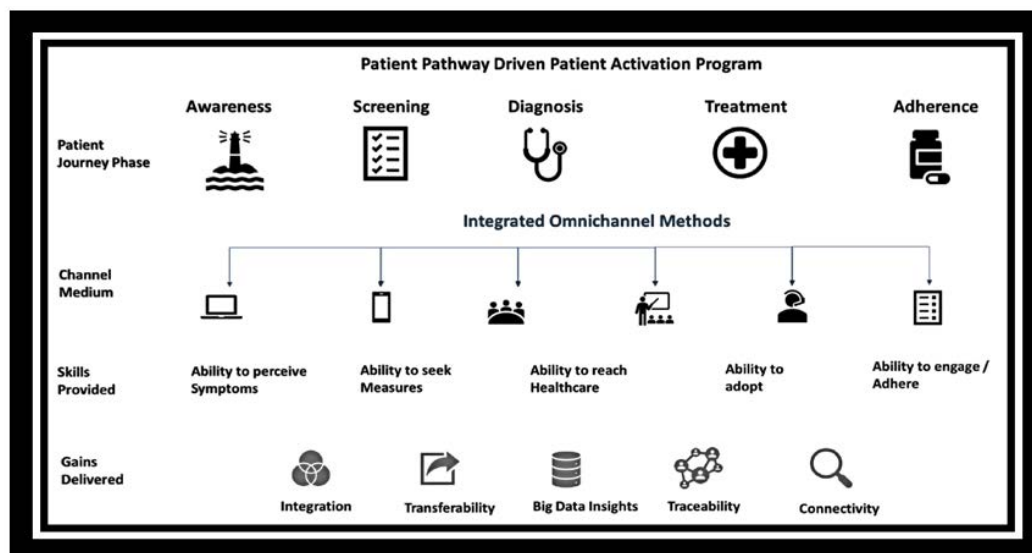 Patient Pathway Driven Patient Activation Program
Awareness
Screening
Diagnosis
Treatment
Adherence
Patient
Journey Phase
Integrated Omnichannel Methods
Channel
Medium
Skills
Provided
Ability to perceive
Symptoms
Ability to seek
Measures
Ability to reach
Healthcare
Ability to
adopt
Ability to engage /
Adhere
Gains
Delivered
Integration
Transferability
Big Data Insights
Traceability
Connectivity